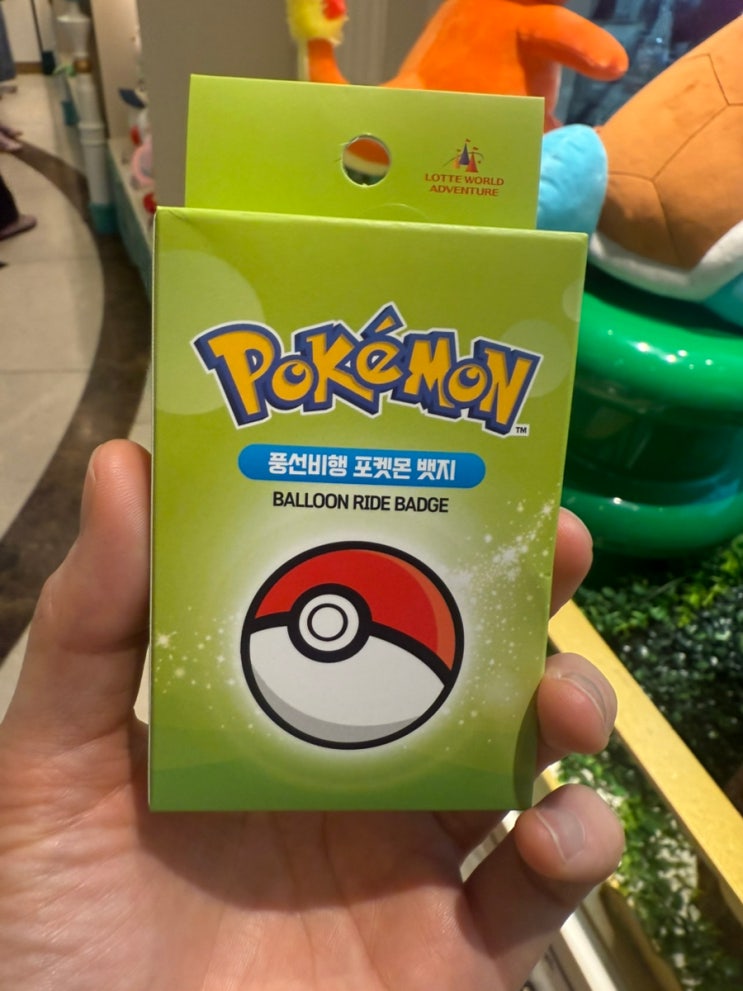 LOTTE WORLD
ADVENTURE
POKéMON
TM
풍선비행 포켓몬 뱃지
BALLOON RIDE BADGE